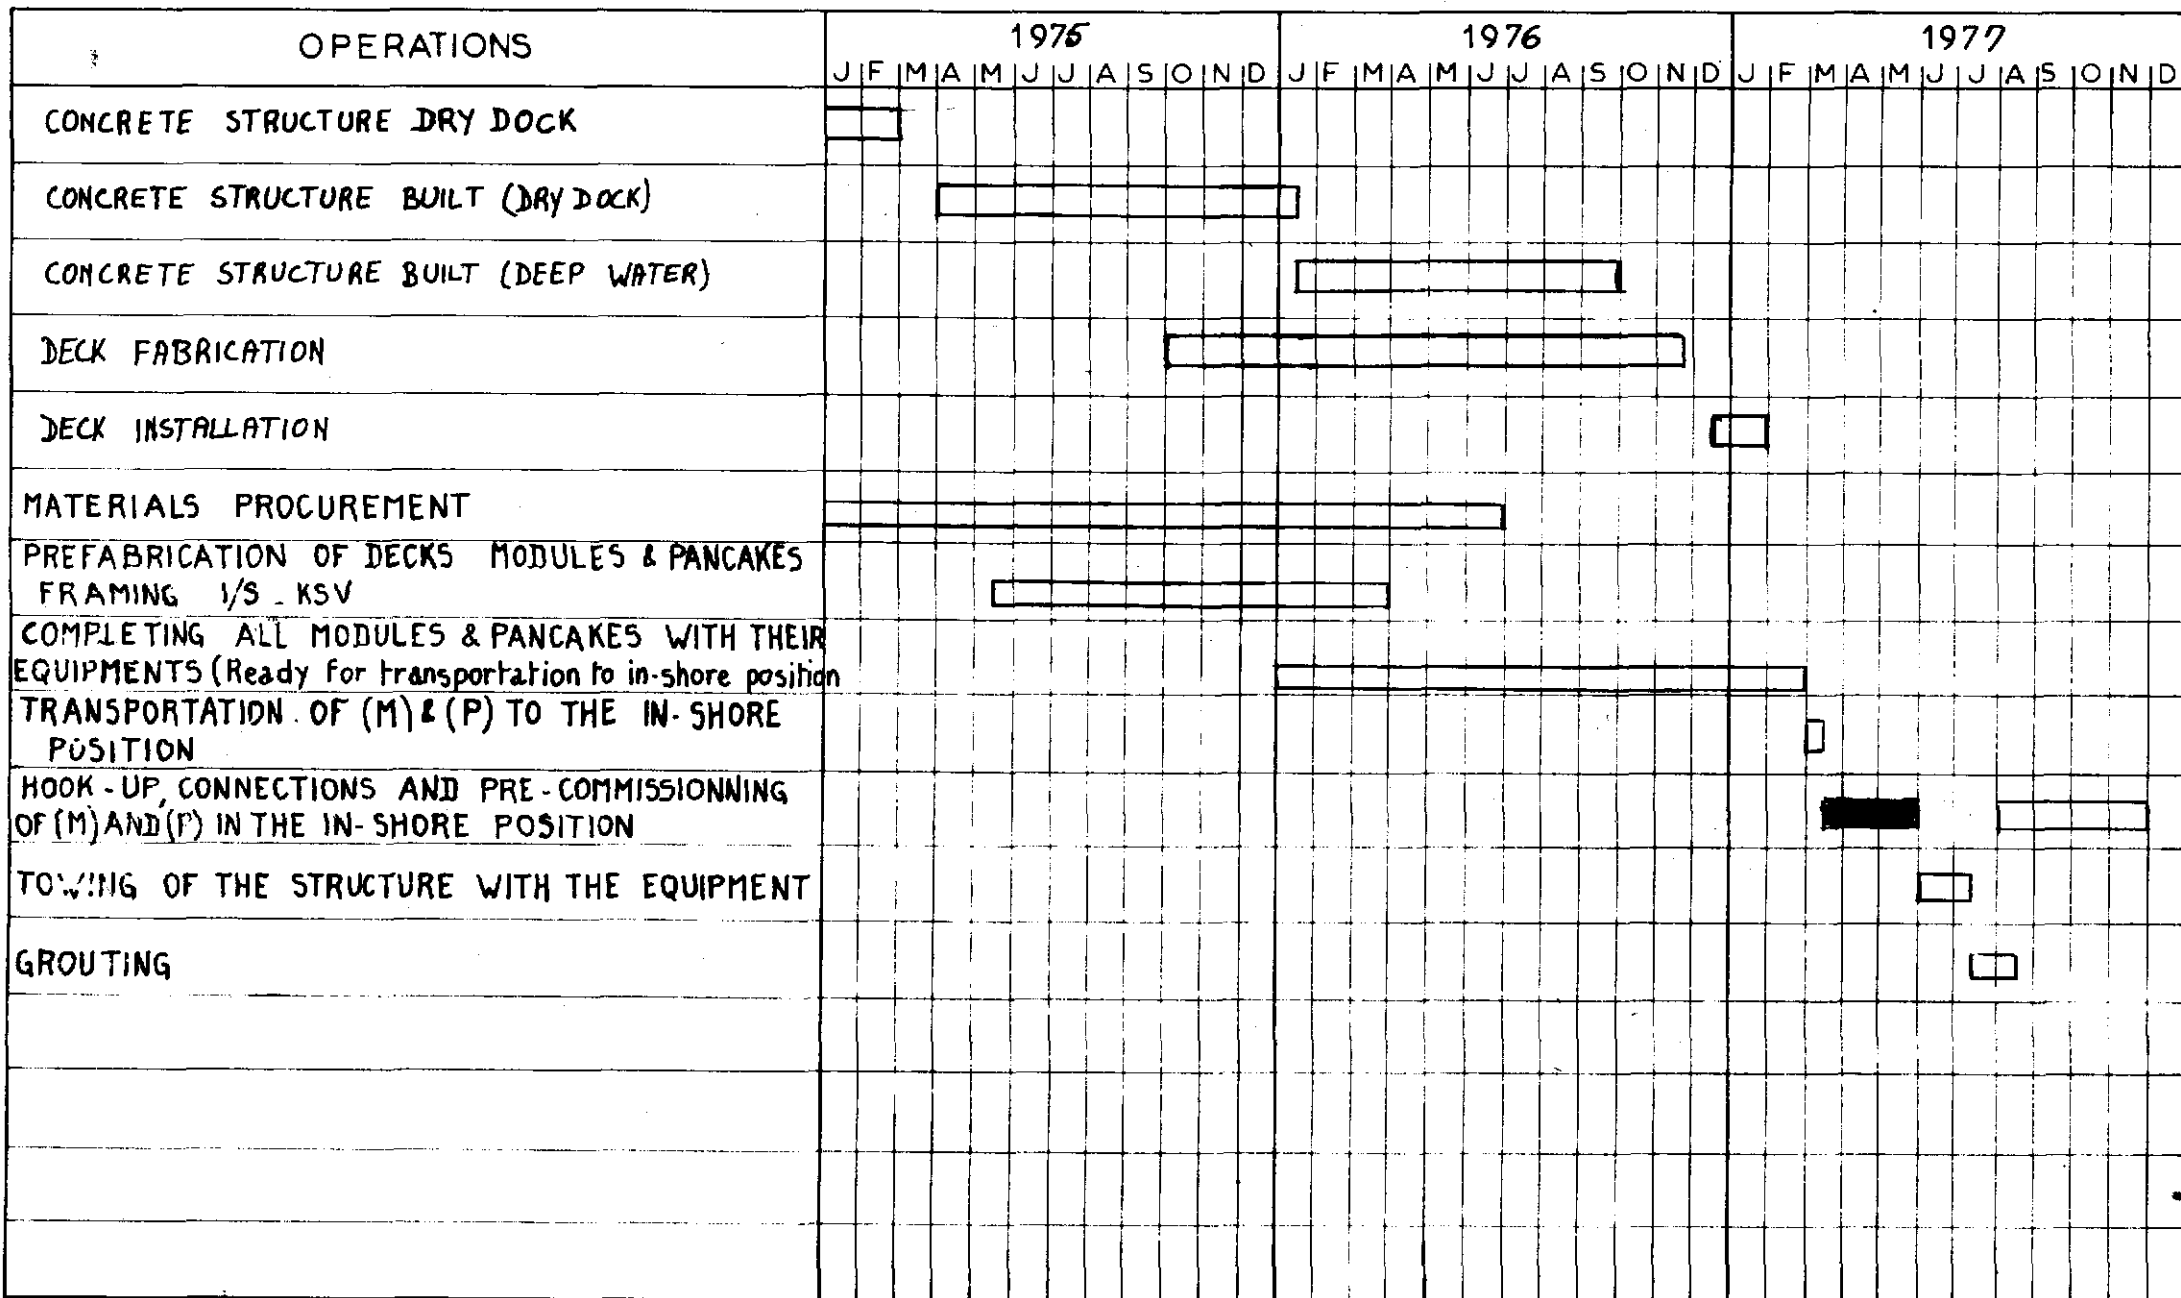 OPERATIONS
1975
1976
1977
J F M A M J J A S O N D J F M A M J J A S O N D J F M A M J J A S O N D
CONCRETE STRUCTURE DRY DOCK
CONCRETE STRUCTURE BUILT (DRY DOCK)
CONCRETE STRUCTURE BUILT (DEEP WATER)
DECK FABRICATION
DECK INSTALLATION
MATERIALS PROCUREMENT
PREFABRICATION OF DECKS MODULES & PANCAKES
FRAMING I/S - KSV
COMPLETING ALL MODULES & PANCAKES WITH THEIR
EQUIPMENTS (Ready for transportation to in-shore position
TRANSPORTATION OF (M) & (P) TO THE IN-SHORE
POSITION
HOOK-UP, CONNECTIONS AND PRE-COMMISSIONNING
OF (M) AND (P) IN THE IN-SHORE POSITION
TOWING OF THE STRUCTURE WITH THE EQUIPMENT
GROUTING